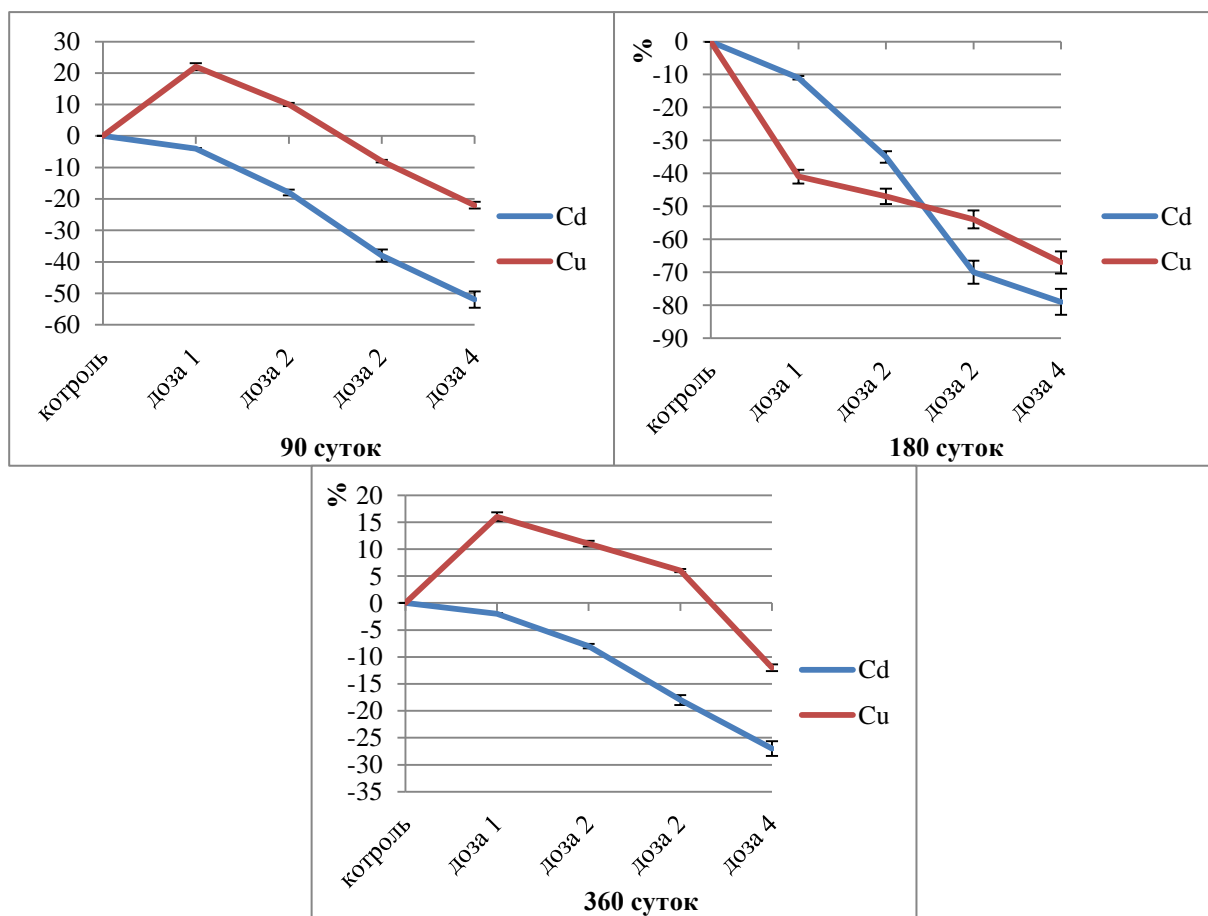 30
20
10
0
-10
-20
-30
-40
-50
-60
котроль
доза 1
доза 2
доза 2
доза 4
Cd
Cu
90 суток
%
0
-10
-20
-30
-40
-50
-60
-70
-80
-90
котроль
доза 1
доза 2
доза 2
доза 4
Cd
Cu
180 суток
%
20
15
10
5
0
-5
-10
-15
-20
-25
-30
-35
котроль
доза 1
доза 2
доза 2
доза 4
Cd
Cu
360 суток